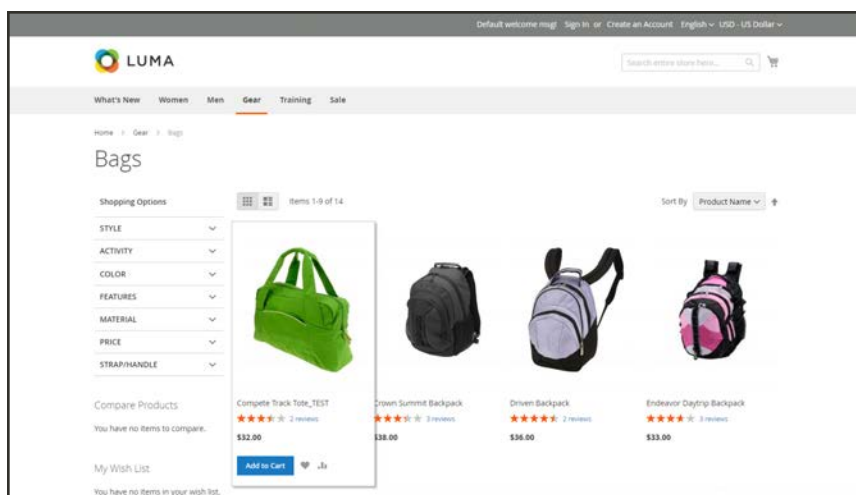 Default welcome msg! Sign In or Create an Account English USD - US Dollar
LUMA
Search entire store here...
What's New Women Men Gear Training Sale
Home > Gear > Bags
Bags
Shopping Options
Items 1-9 of 14
Sort By Product Name
STYLE
ACTIVITY
COLOR
FEATURES
MATERIAL
PRICE
STRAP/HANDLE
Compare Products
You have no items to compare.
My Wish List
You have no items in your wish list.
Compete Track Tote_TEST
2 reviews
$32.00
Add to Cart
Crown Summit Backpack
3 reviews
$38.00
Driven Backpack
2 reviews
$36.00
Endeavor Daytrip Backpack
3 reviews
$33.00